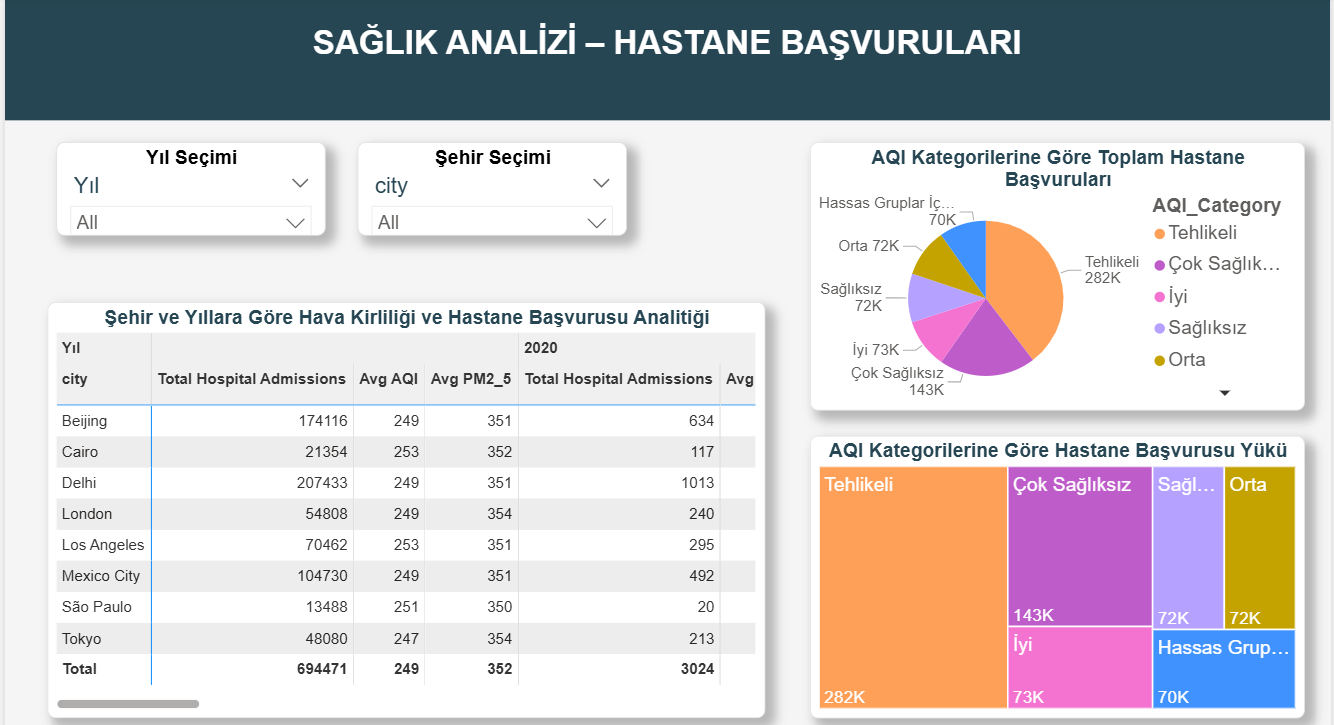 SAĞLIK ANALİZİ – HASTANE BAŞVURULARI
Yıl Seçimi
Yıl
All
Şehir Seçimi
city
All
Şehir ve Yıllara Göre Hava Kirliliği ve Hastane Başvurusu Analitiği
Yıl 2020
city Total Hospital Admissions Avg AQI Avg PM2_5 Total Hospital Admissions Avg
Beijing 174116 249 351 634
Cairo 21354 253 352 117
Delhi 207433 249 351 1013
London 54808 249 354 240
Los Angeles 70462 253 351 295
Mexico City 104730 249 351 492
São Paulo 13488 251 350 20
Tokyo 48080 247 354 213
Total 694471 249 352 3024
AQI Kategorilerine Göre Toplam Hastane
Başvuruları
Hassas Gruplar İç...
70K
Orta 72K
Sağlıksız
72K
İyi 73K
Çok Sağlıksız
143K
Tehlikeli
282K
AQI_Category
Tehlikeli
Çok Sağlık...
İyi
Sağlıksız
Orta
AQI Kategorilerine Göre Hastane Başvurusu Yükü
Tehlikeli
282K
Çok Sağlıksız
143K
İyi
73K
Sağl...
72K
Orta
72K
Hassas Grup...
70K